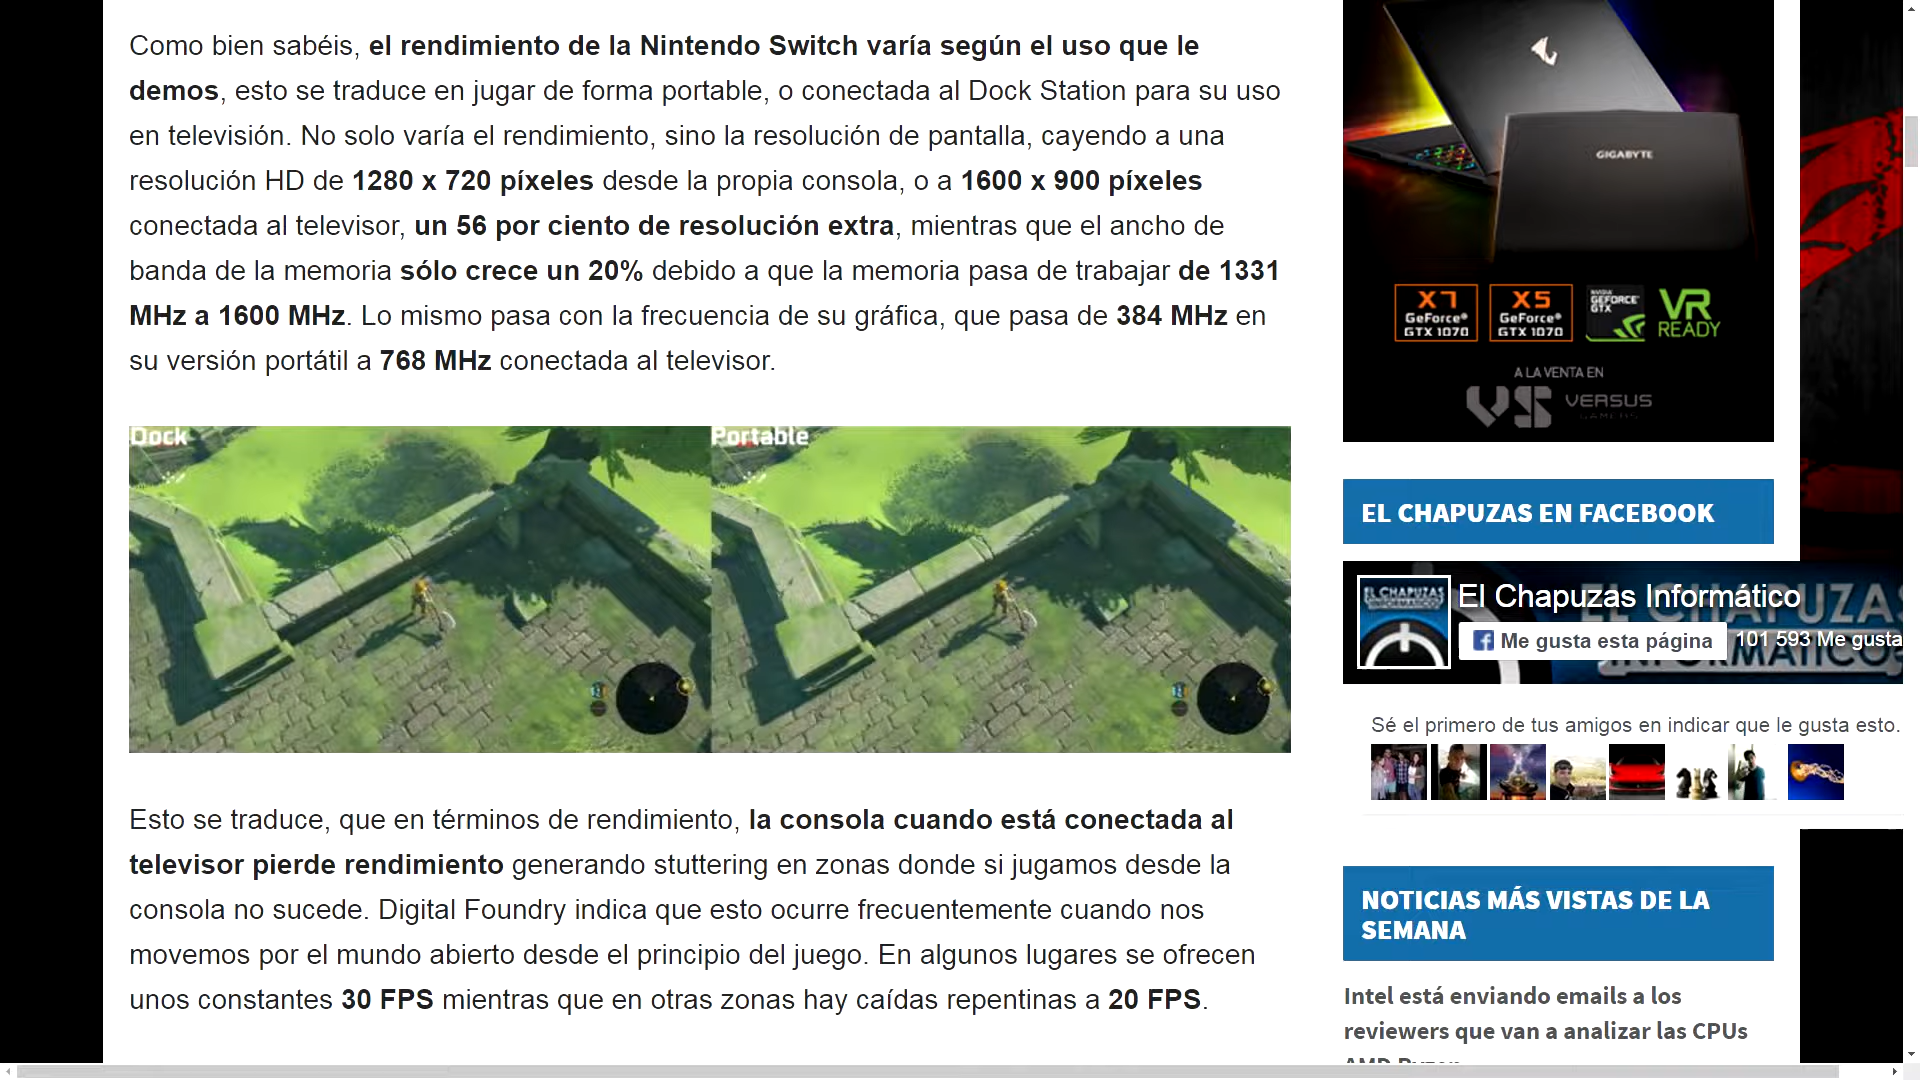 Como bien sabéis, el rendimiento de la Nintendo Switch varía según el uso que le
demos, esto se traduce en jugar de forma portable, o conectada al Dock Station para su uso
en televisión. No solo varía el rendimiento, sino la resolución de pantalla, cayendo a una
resolución HD de 1280 x 720 píxeles desde la propia consola, o a 1600 x 900 píxeles
conectada al televisor, un 56 por ciento de resolución extra, mientras que el ancho de
banda de la memoria sólo crece un 20% debido a que la memoria pasa de trabajar de 1331
MHz a 1600 MHz. Lo mismo pasa con la frecuencia de su gráfica, que pasa de 384 MHz en
su versión portátil a 768 MHz conectada al televisor.
Dock
Portable
Esto se traduce, que en términos de rendimiento, la consola cuando está conectada al
televisor pierde rendimiento generando stuttering en zonas donde si jugamos desde la
consola no sucede. Digital Foundry indica que esto ocurre frecuentemente cuando nos
movemos por el mundo abierto desde el principio del juego. En algunos lugares se ofrecen
unos constantes 30 FPS mientras que en otras zonas hay caídas repentinas a 20 FPS.
GIGABYTE
X7
GeForce®
GTX 1070
X5
GeForce®
GTX 1070
NVIDIA
GEFORCE
GTX
VR
READY
A LA VENTA EN
VS VERSUS
GAMERS
EL CHAPUZAS EN FACEBOOK
EL CHAPUZAS
INFORMÁTICO
El Chapuzas Informático
Me gusta esta página
101 593 Me gusta
Sé el primero de tus amigos en indicar que le gusta esto.
NOTICIAS MÁS VISTAS DE LA
SEMANA
Intel está enviando emails a los
reviewers que van a analizar las CPUs
AMD Ryzen